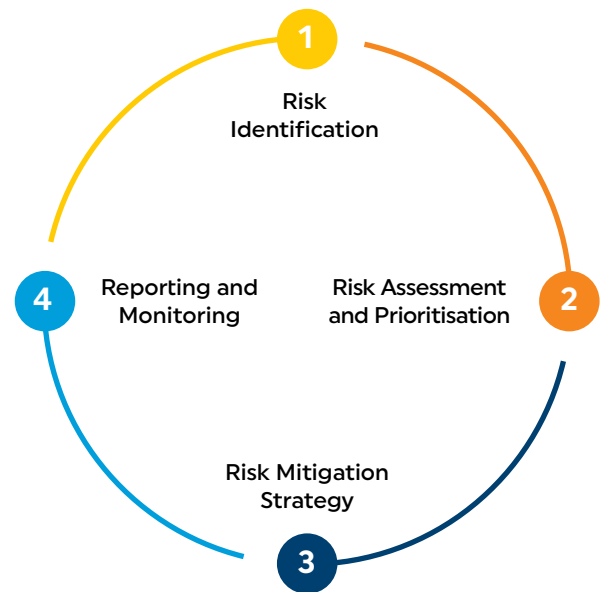 1
Risk
Identification
2
Risk Assessment
and Prioritisation
3
Risk Mitigation
Strategy
4
Reporting and
Monitoring